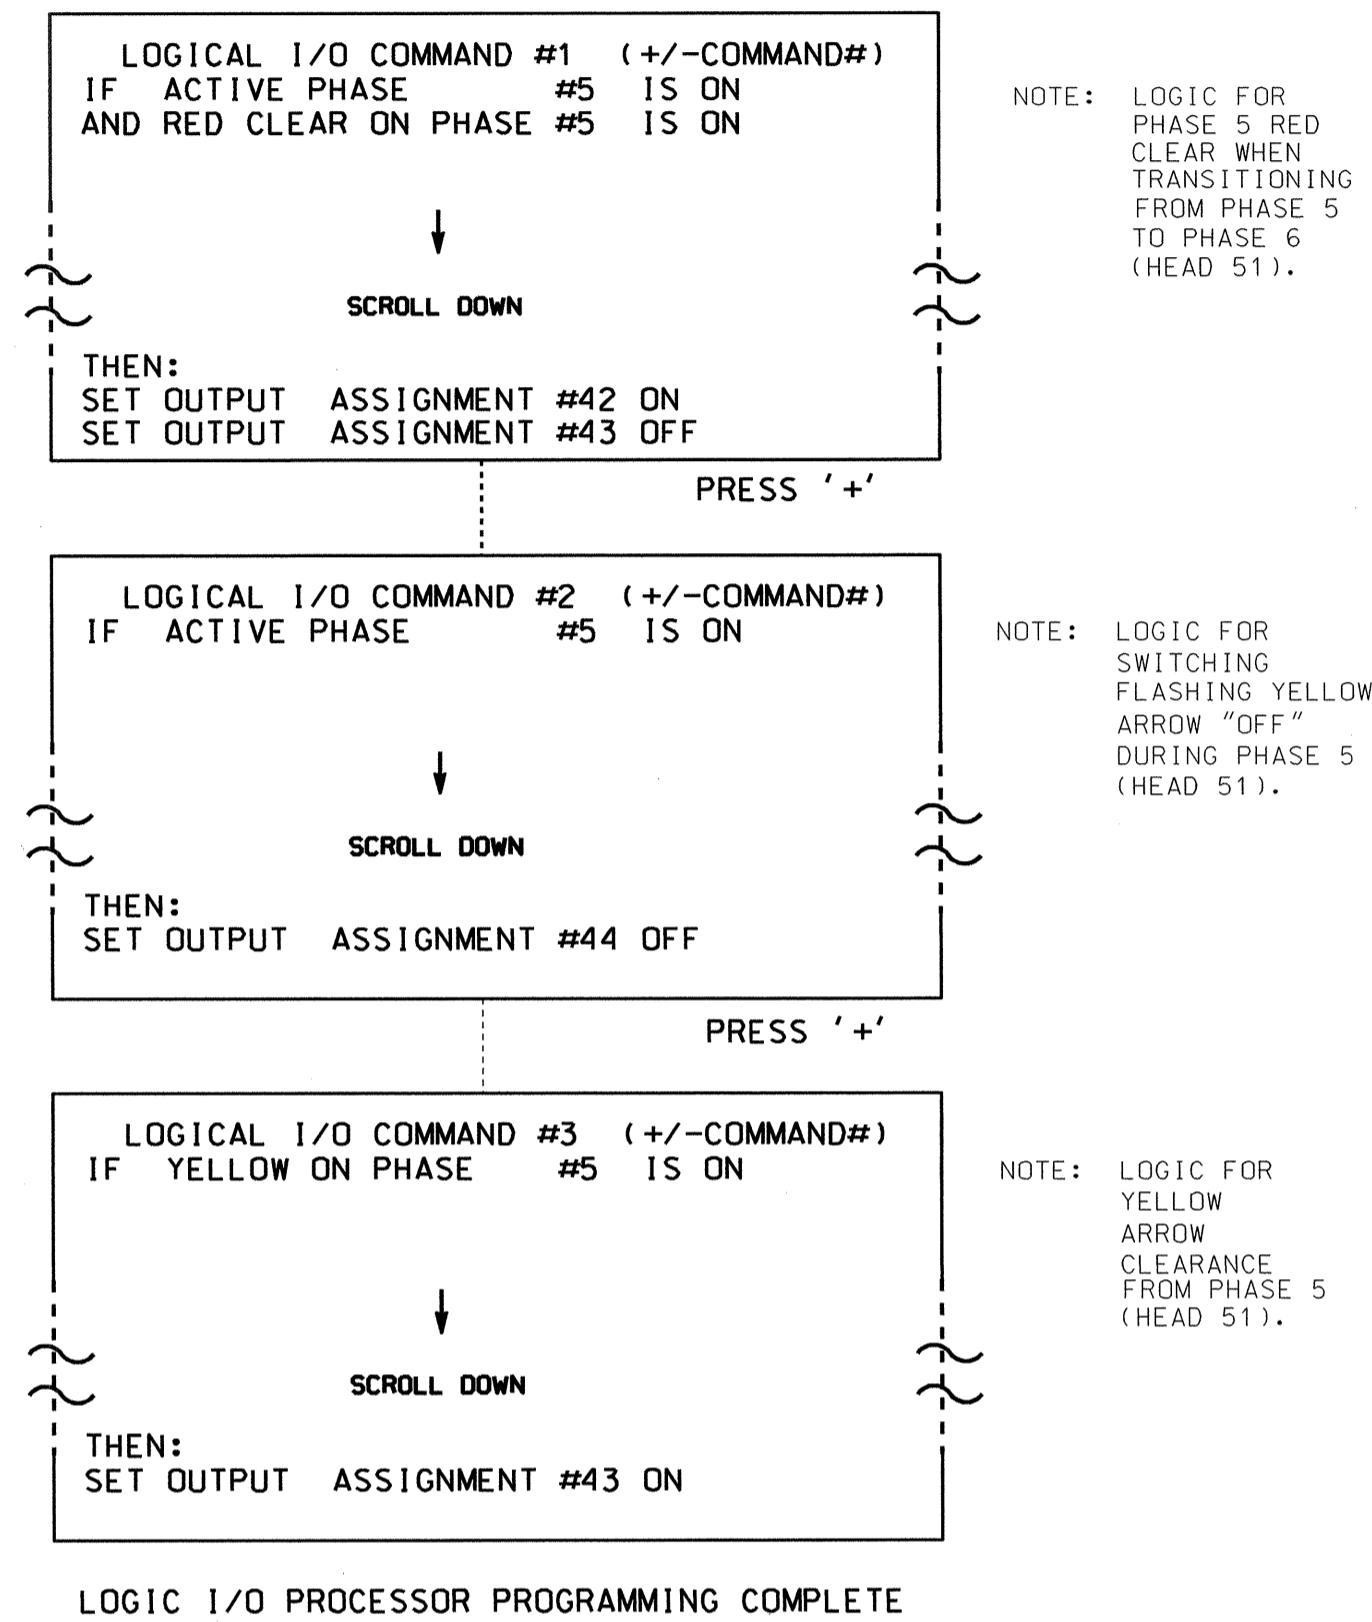 LOGICAL I/O COMMAND #1 (+/-COMMAND#)
IF ACTIVE PHASE #5 IS ON
AND RED CLEAR ON PHASE #5 IS ON
SCROLL DOWN
THEN:
SET OUTPUT ASSIGNMENT #42 ON
SET OUTPUT ASSIGNMENT #43 OFF
NOTE: LOGIC FOR
PHASE 5 RED
CLEAR WHEN
TRANSITIONING
FROM PHASE 5
TO PHASE 6
(HEAD 51).
PRESS '+'
LOGICAL I/O COMMAND #2 (+/-COMMAND#)
IF ACTIVE PHASE #5 IS ON
SCROLL DOWN
THEN:
SET OUTPUT ASSIGNMENT #44 OFF
NOTE: LOGIC FOR
SWITCHING
FLASHING YELLOW
ARROW "OFF"
DURING PHASE 5
(HEAD 51).
PRESS '+'
LOGICAL I/O COMMAND #3 (+/-COMMAND#)
IF YELLOW ON PHASE #5 IS ON
SCROLL DOWN
THEN:
SET OUTPUT ASSIGNMENT #43 ON
NOTE: LOGIC FOR
YELLOW
ARROW
CLEARANCE
FROM PHASE 5
(HEAD 51).
LOGIC I/O PROCESSOR PROGRAMMING COMPLETE